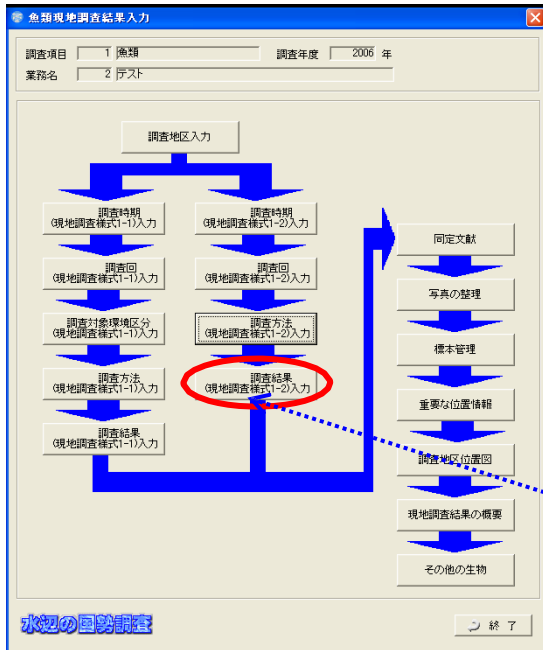 魚類現地調査結果入力
調査項目 1 魚類 調査年度 2006 年
業務名 2 テスト
調査地区入力
調査時期
(現地調査様式1-1)入力
調査回
(現地調査様式1-1)入力
調査対象環境区分
(現地調査様式1-1)入力
調査方法
(現地調査様式1-1)入力
調査結果
(現地調査様式1-1)入力
調査時期
(現地調査様式1-2)入力
調査回
(現地調査様式1-2)入力
調査方法
(現地調査様式1-2)入力
調査結果
(現地調査様式1-2)入力
同定文献
写真の整理
標本管理
重要な位置情報
調査地区位置図
現地調査結果の概要
その他の生物
水辺の国勢調査
終了